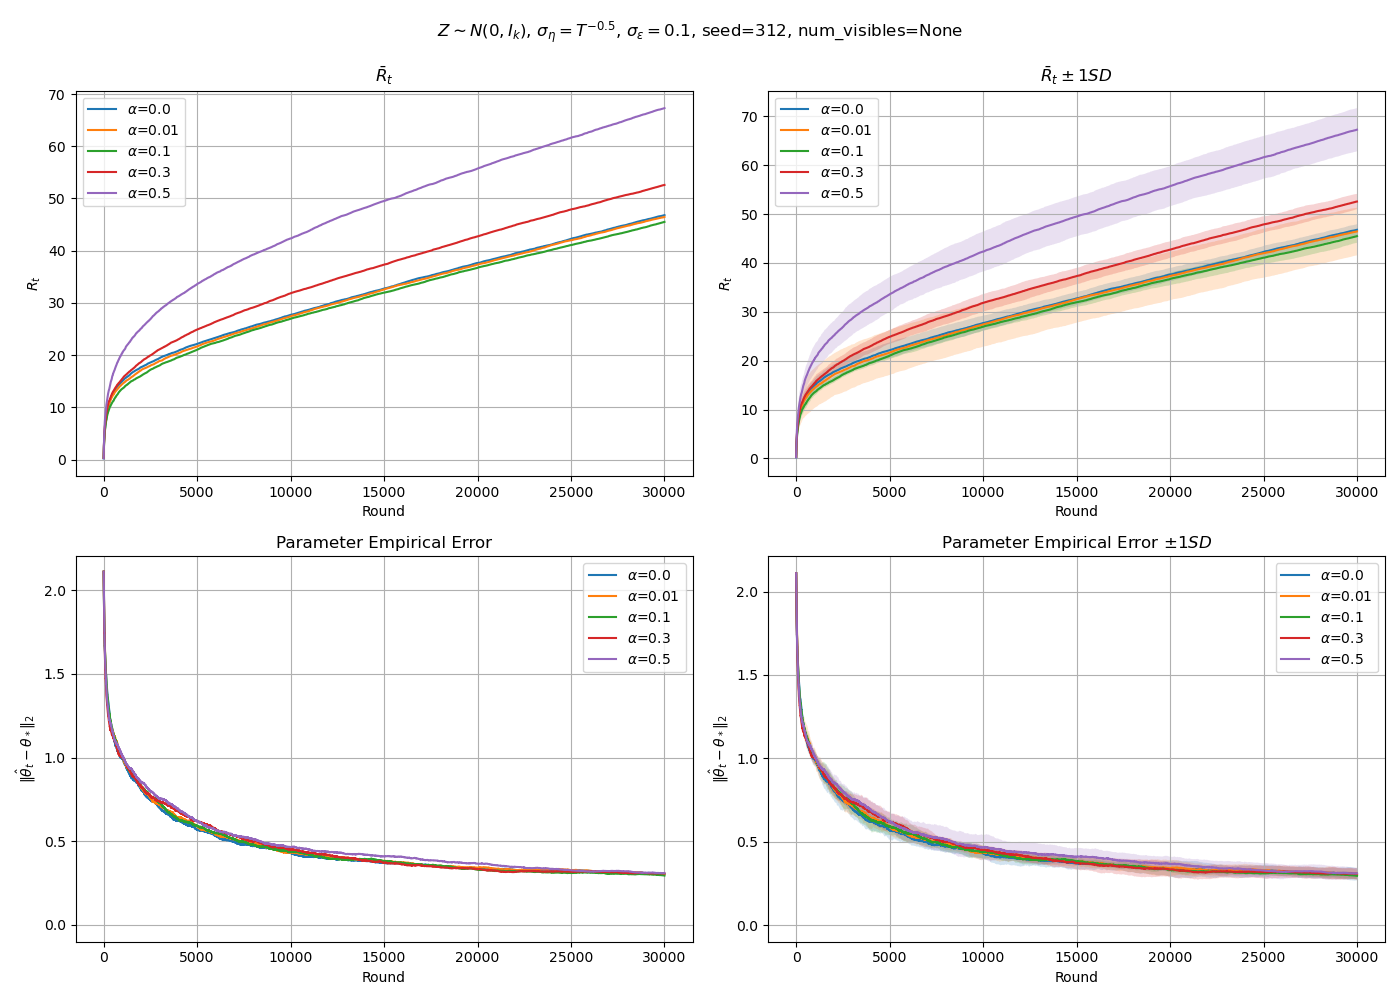 Z ∼ N(0, I_k), σ_η = T^{−0.5}, σ_ε = 0.1, seed=312, num_visibles=None
R̄_t
R_t
70
60
50
40
30
20
10
0
α=0.0
α=0.01
α=0.1
α=0.3
α=0.5
0 5000 10000 15000 20000 25000 30000
Round
R̄_t ± 1SD
R_t
70
60
50
40
30
20
10
0
α=0.0
α=0.01
α=0.1
α=0.3
α=0.5
0 5000 10000 15000 20000 25000 30000
Round
Parameter Empirical Error
‖θ̂_t − θ_*‖_2
2.0
1.5
1.0
0.5
0.0
α=0.0
α=0.01
α=0.1
α=0.3
α=0.5
0 5000 10000 15000 20000 25000 30000
Round
Parameter Empirical Error ±1SD
‖θ̂_t − θ_*‖_2
2.0
1.5
1.0
0.5
0.0
α=0.0
α=0.01
α=0.1
α=0.3
α=0.5
0 5000 10000 15000 20000 25000 30000
Round